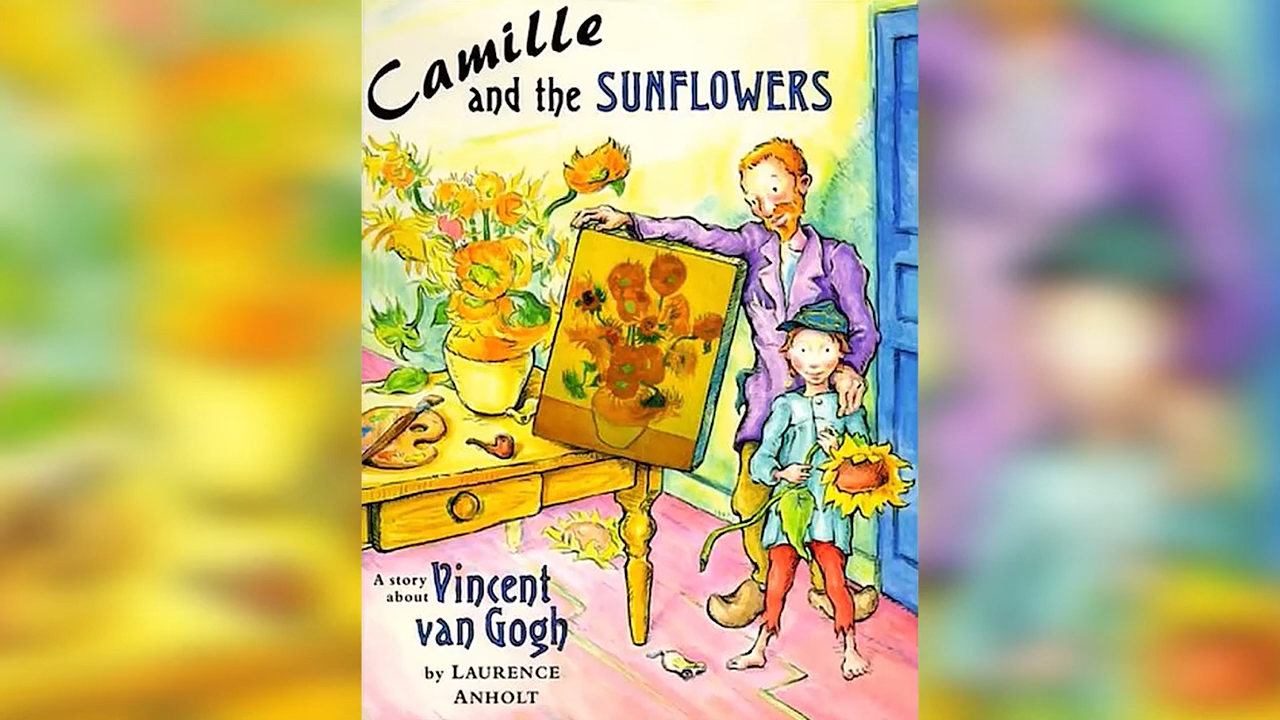 Camille
and the SUNFLOWERS
A story
about Vincent
van Gogh
by LAURENCE
ANHOLT